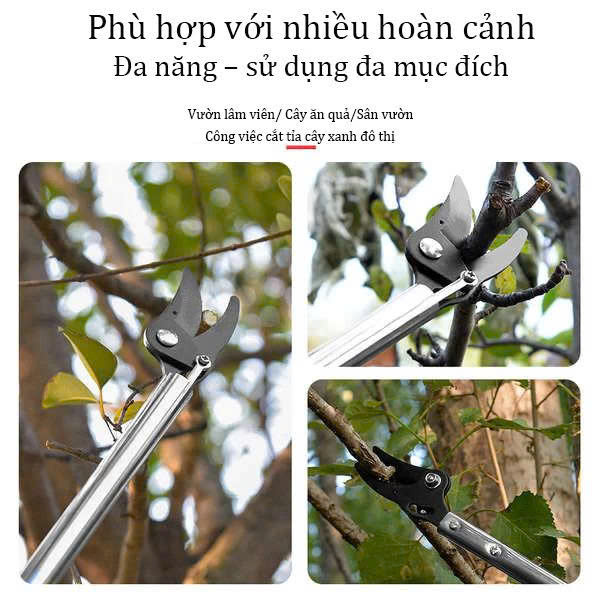 Phù hợp với nhiều hoàn cảnh
Đa năng – sử dụng đa mục đích
Vườn lâm viên/ Cây ăn quả/Sân vườn
Công việc cắt tỉa cây xanh đô thị